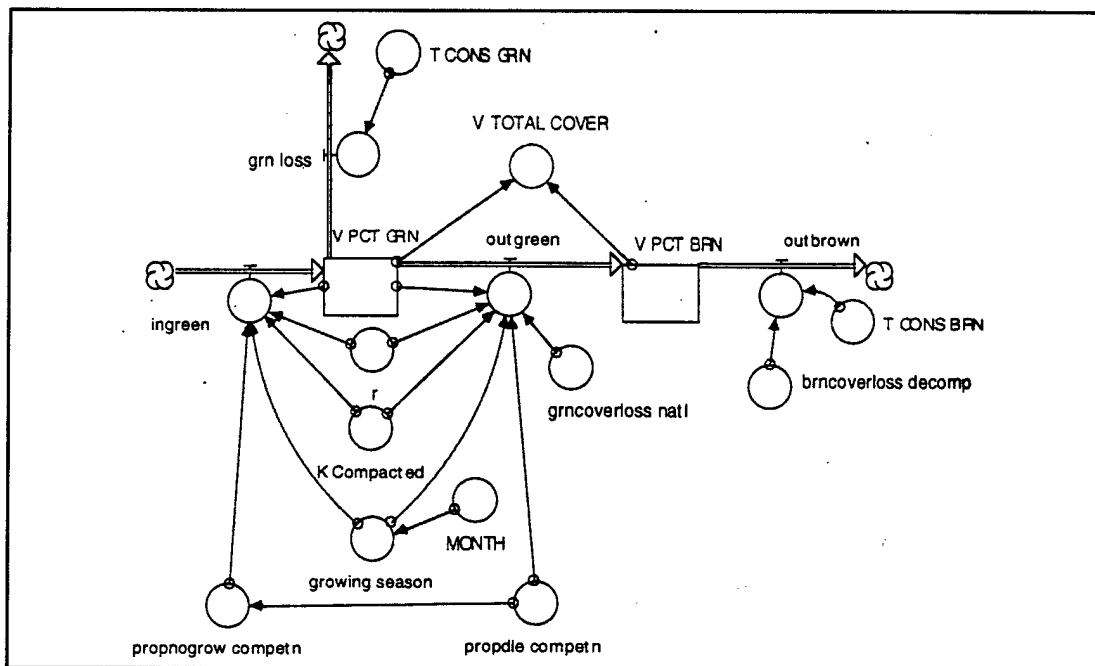 T CONS GRN
V TOTAL COVER
grn loss
V PCT GRN
outgreen
V PCT BRN
outbrown
ingreen
T CONS BRN
r
grncoverloss natl
brncoverloss decomp
K Compacted
MONTH
growing season
propnogrow competn
propdie competn